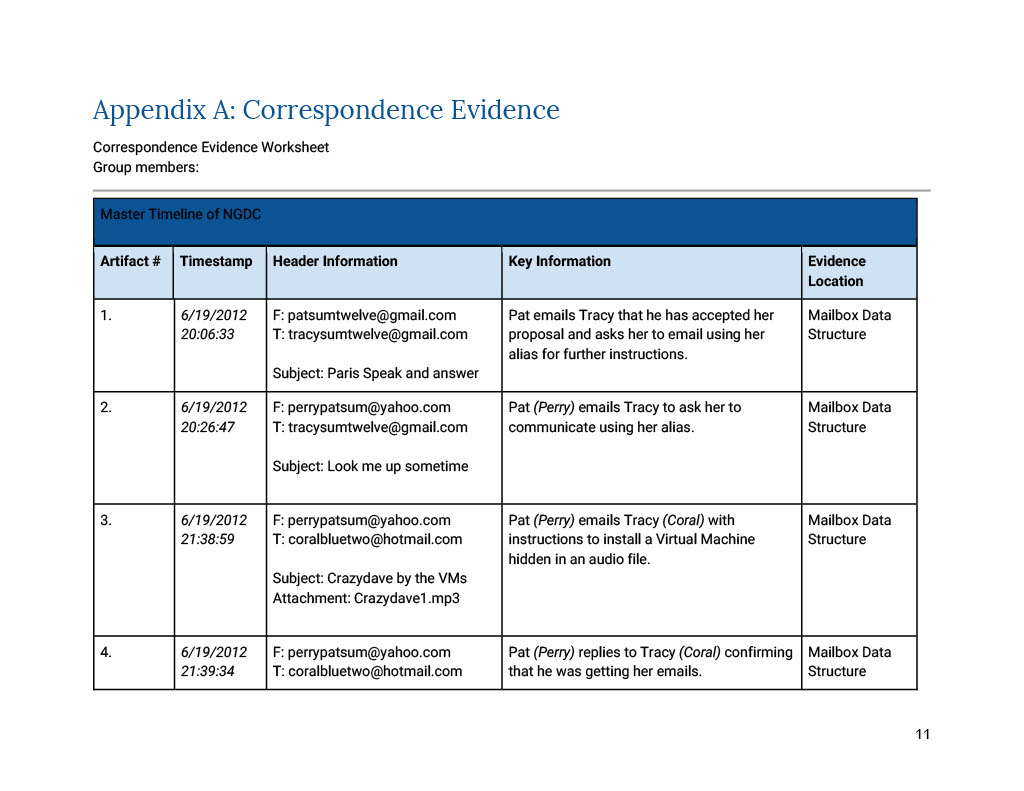 Appendix A: Correspondence Evidence
Correspondence Evidence Worksheet
Group members:
Master Timeline of NGDC
Artifact #
Timestamp
Header Information
Key Information
Evidence
Location
1.
6/19/2012
20:06:33
F: patsumtwelve@gmail.com
T: tracysumtwelve@gmail.com
Subject: Paris Speak and answer
Pat emails Tracy that he has accepted her
proposal and asks her to email using her
alias for further instructions.
Mailbox Data
Structure
2.
6/19/2012
20:26:47
F: perrypatsum@yahoo.com
T: tracysumtwelve@gmail.com
Subject: Look me up sometime
Pat (Perry) emails Tracy to ask her to
communicate using her alias.
Mailbox Data
Structure
3.
6/19/2012
21:38:59
F: perrypatsum@yahoo.com
T: coralbluetwo@hotmail.com
Subject: Crazydave by the VMs
Attachment: Crazydave1.mp3
Pat (Perry) emails Tracy (Coral) with
instructions to install a Virtual Machine
hidden in an audio file.
Mailbox Data
Structure
4.
6/19/2012
21:39:34
F: perrypatsum@yahoo.com
T: coralbluetwo@hotmail.com
Pat (Perry) replies to Tracy (Coral) confirming
that he was getting her emails.
Mailbox Data
Structure
11